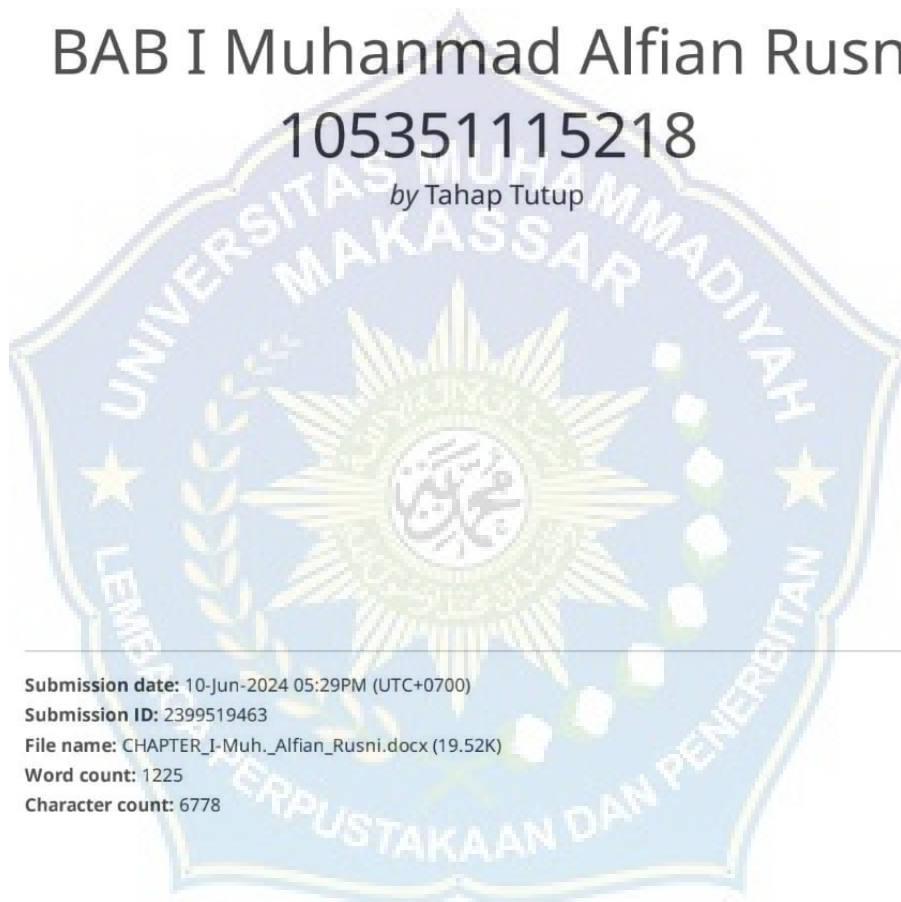 BAB I Muhanmad Alfian Rusn
105351115218
by Tahap Tutup
UNIVERSITAS MUHAMMADIYAH
MAKASSAR
محمدية
LEMBAGA PERPUSTAKAAN DAN PENERBITAN
Submission date: 10-Jun-2024 05:29PM (UTC+0700)
Submission ID: 2399519463
File name: CHAPTER_I-Muh._Alfian_Rusni.docx (19.52K)
Word count: 1225
Character count: 6778